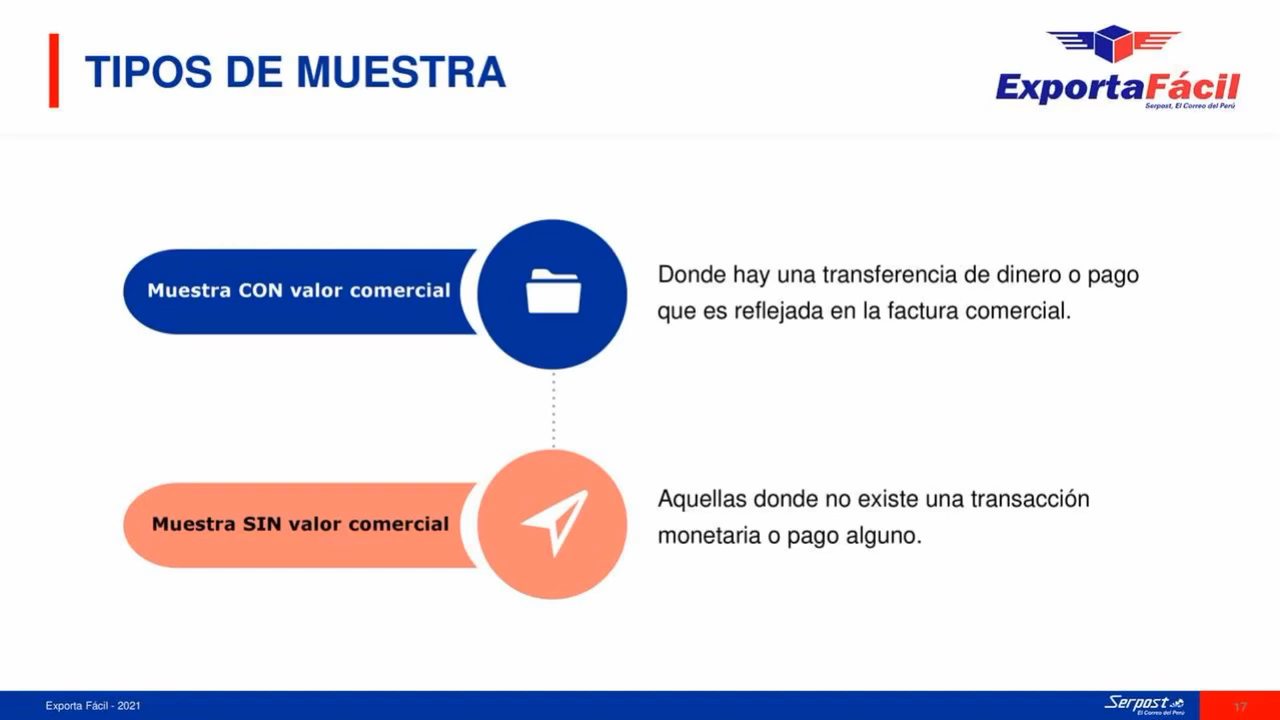 TIPOS DE MUESTRA
ExportaFácil
Serpost, El Correo del Perú
Muestra CON valor comercial
Donde hay una transferencia de dinero o pago
que es reflejada en la factura comercial.
Muestra SIN valor comercial
Aquellas donde no existe una transacción
monetaria o pago alguno.
Exporta Fácil - 2021
Serpost
El Correo del Perú
17